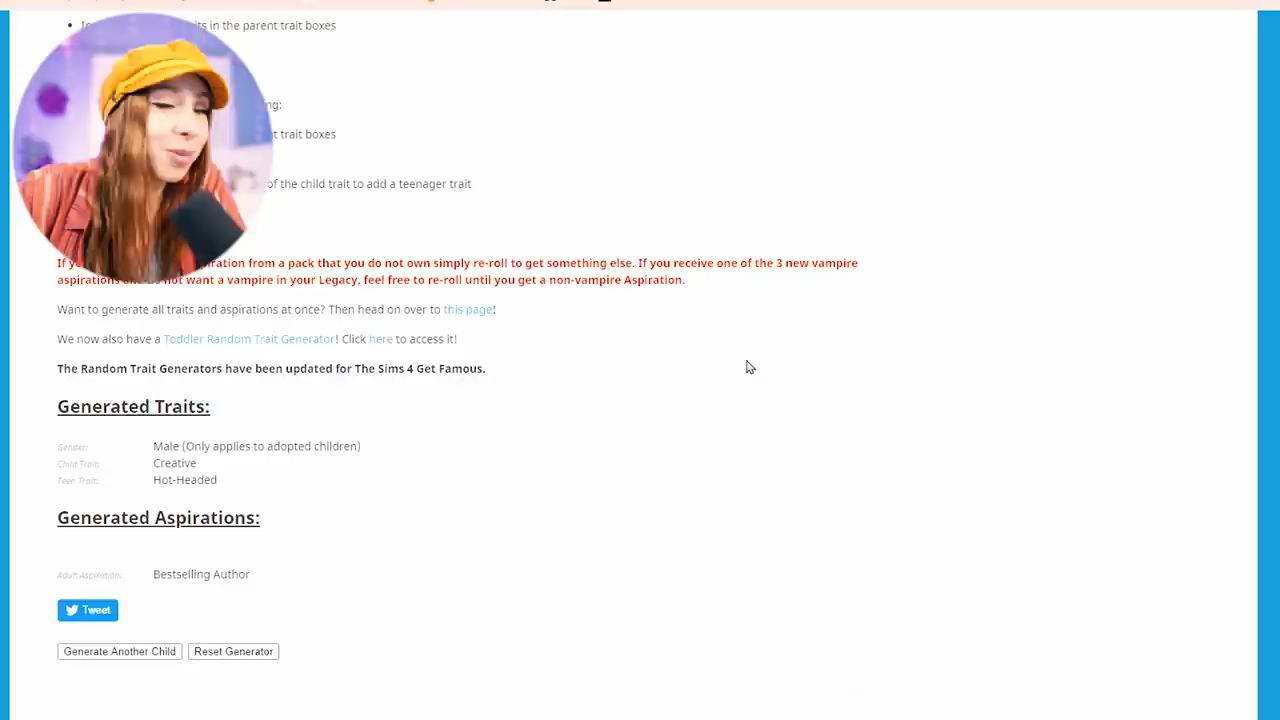 its in the parent trait boxes
ng:
t trait boxes
of the child trait to add a teenager trait
If y ration from a pack that you do not own simply re-roll to get something else. If you receive one of the 3 new vampire
aspirations not want a vampire in your Legacy, feel free to re-roll until you get a non-vampire Aspiration.
Want to generate all traits and aspirations at once? Then head on over to this page!
We now also have a Toddler Random Trait Generator! Click here to access it!
The Random Trait Generators have been updated for The Sims 4 Get Famous.
Generated Traits:
Gender: Male (Only applies to adopted children)
Child Trait: Creative
Teen Trait: Hot-Headed
Generated Aspirations:
Adult Aspiration: Bestselling Author
Tweet
Generate Another Child Reset Generator